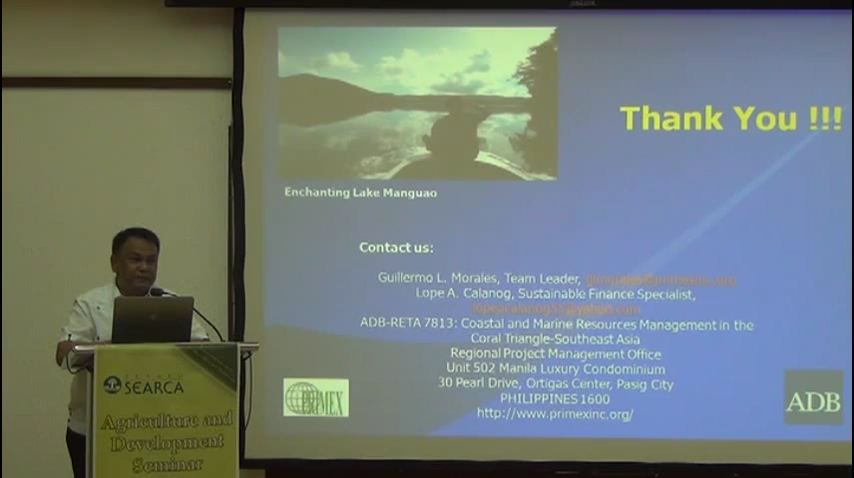 Thank You !!!
Enchanting Lake Manguao
Contact us:
Guillermo L. Morales, Team Leader,
Lope A. Calanog, Sustainable Finance Specialist,
lopeacalanog55@yahoo.com
ADB-RETA 7813: Coastal and Marine Resources Management in the
Coral Triangle-Southeast Asia
Regional Project Management Office
Unit 502 Manila Luxury Condominium
30 Pearl Drive, Ortigas Center, Pasig City
PHILIPPINES 1600
http://www.primexinc.org/
PRIMEX
ADB
SEARCA
Agriculture and
Development
Seminar